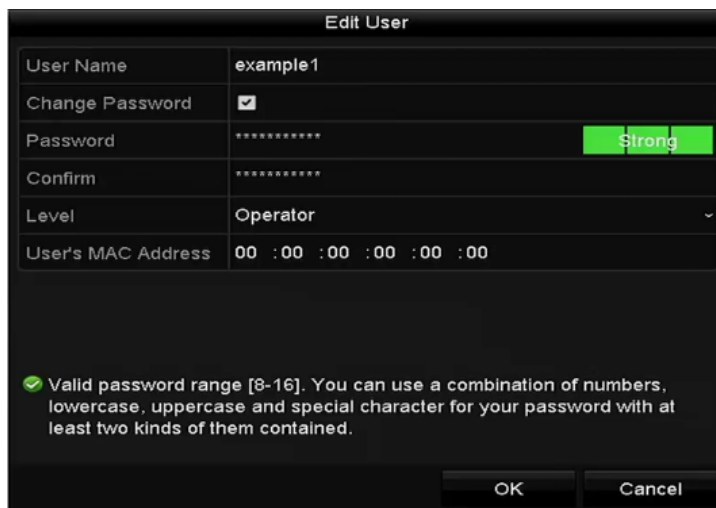 Edit User
User Name example1
Change Password
Password *********** Strong
Confirm ***********
Level Operator
User's MAC Address 00 :00 :00 :00 :00 :00
Valid password range [8-16]. You can use a combination of numbers,
lowercase, uppercase and special character for your password with at
least two kinds of them contained.
OK Cancel